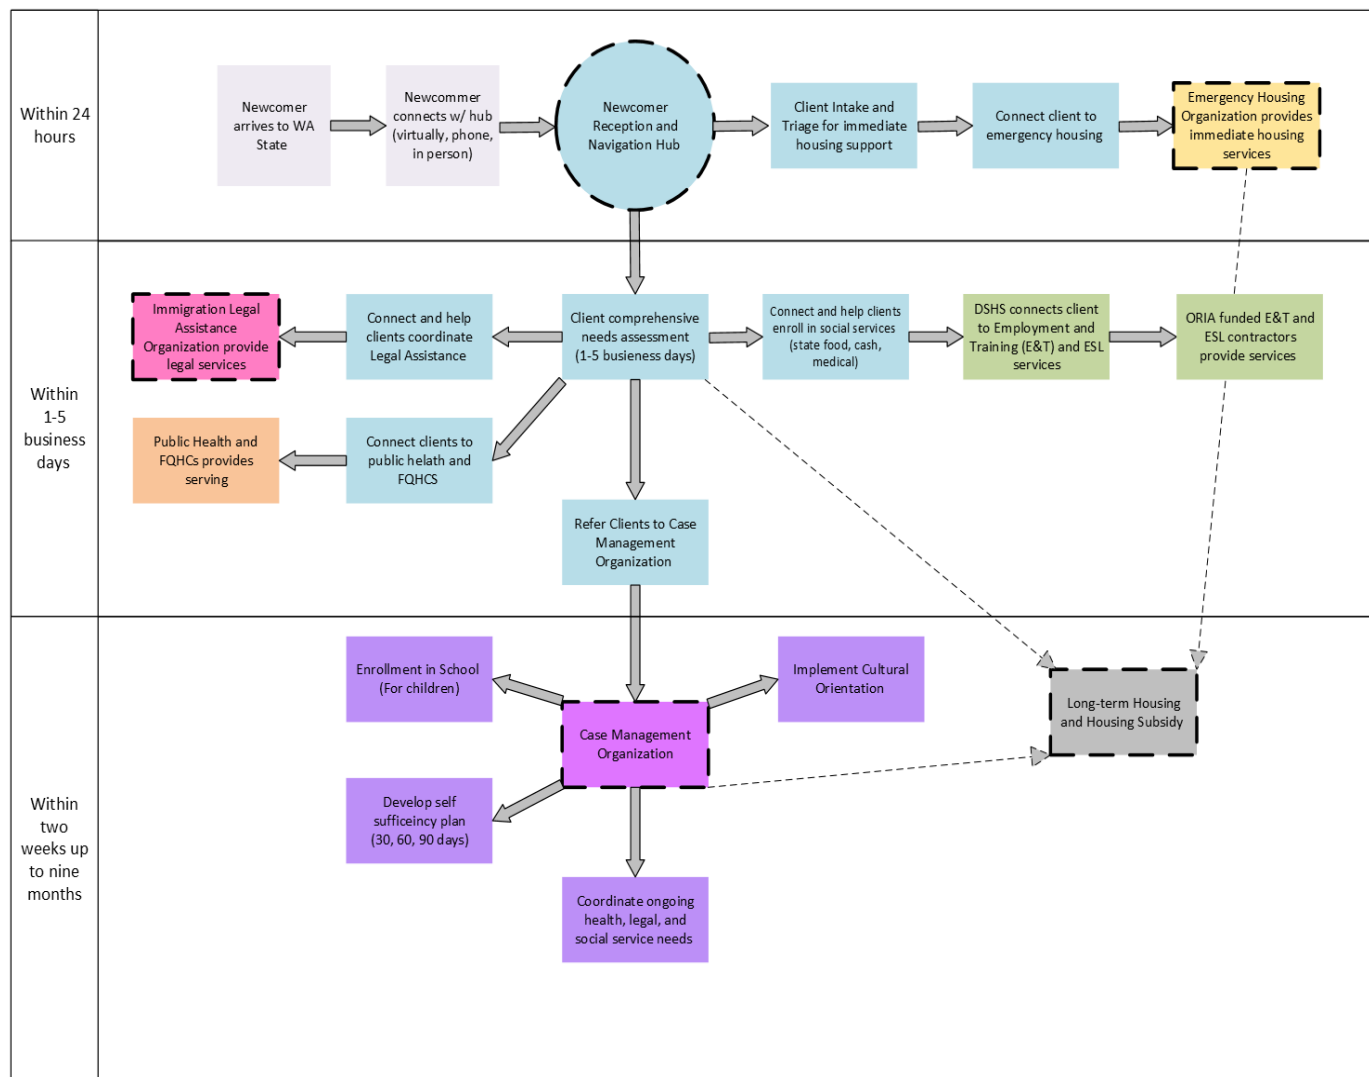 Within 24
hours
Newcomer
arrives to WA
State
Newcommer
connects w/ hub
(virtually, phone,
in person)
Newcomer
Reception and
Navigation Hub
Client Intake and
Triage for immediate
housing support
Connect client to
emergency housing
Emergency Housing
Organization provides
immediate housing
services
Within
1-5
business
days
Immigration Legal
Assistance
Organization provide
legal services
Connect and help
clients coordinate
Legal Assistance
Client comprehensive
needs assessment
(1-5 busieness days)
Connect and help clients
enroll in social services
(state food, cash,
medical)
DSHS connects client
to Employment and
Training (E&T) and ESL
services
ORIA funded E&T and
ESL contractors
provide services
Public Health and
FQHCs provides
serving
Connect clients to
public helath and
FQHCS
Refer Clients to Case
Management
Organization
Within
two
weeks up
to nine
months
Enrollment in School
(For children)
Implement Cultural
Orientation
Case Management
Organization
Long-term Housing
and Housing Subsidy
Develop self
sufficeincy plan
(30, 60, 90 days)
Coordinate ongoing
health, legal, and
social service needs